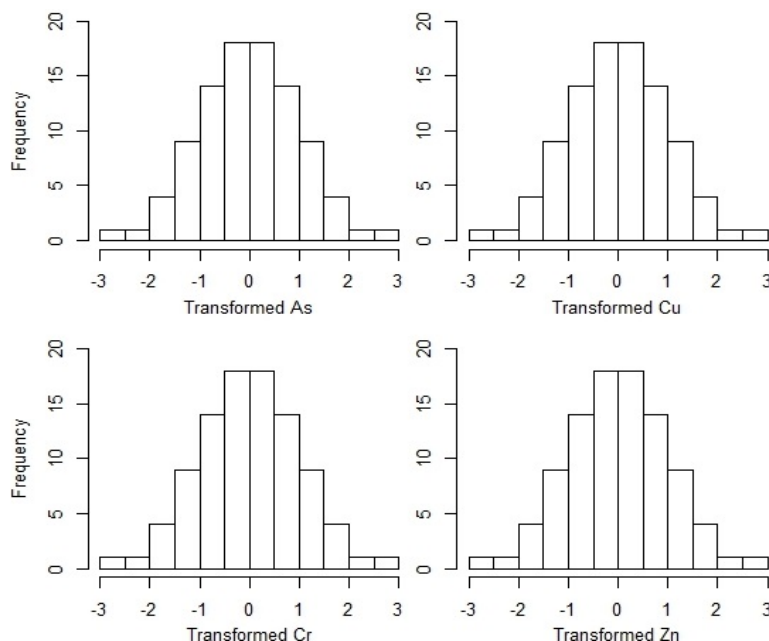 20
15
10
5
0
Frequency
-3 -2 -1 0 1 2 3
Transformed As
20
15
10
5
0
-3 -2 -1 0 1 2 3
Transformed Cu
20
15
10
5
0
Frequency
-3 -2 -1 0 1 2 3
Transformed Cr
20
15
10
5
0
-3 -2 -1 0 1 2 3
Transformed Zn